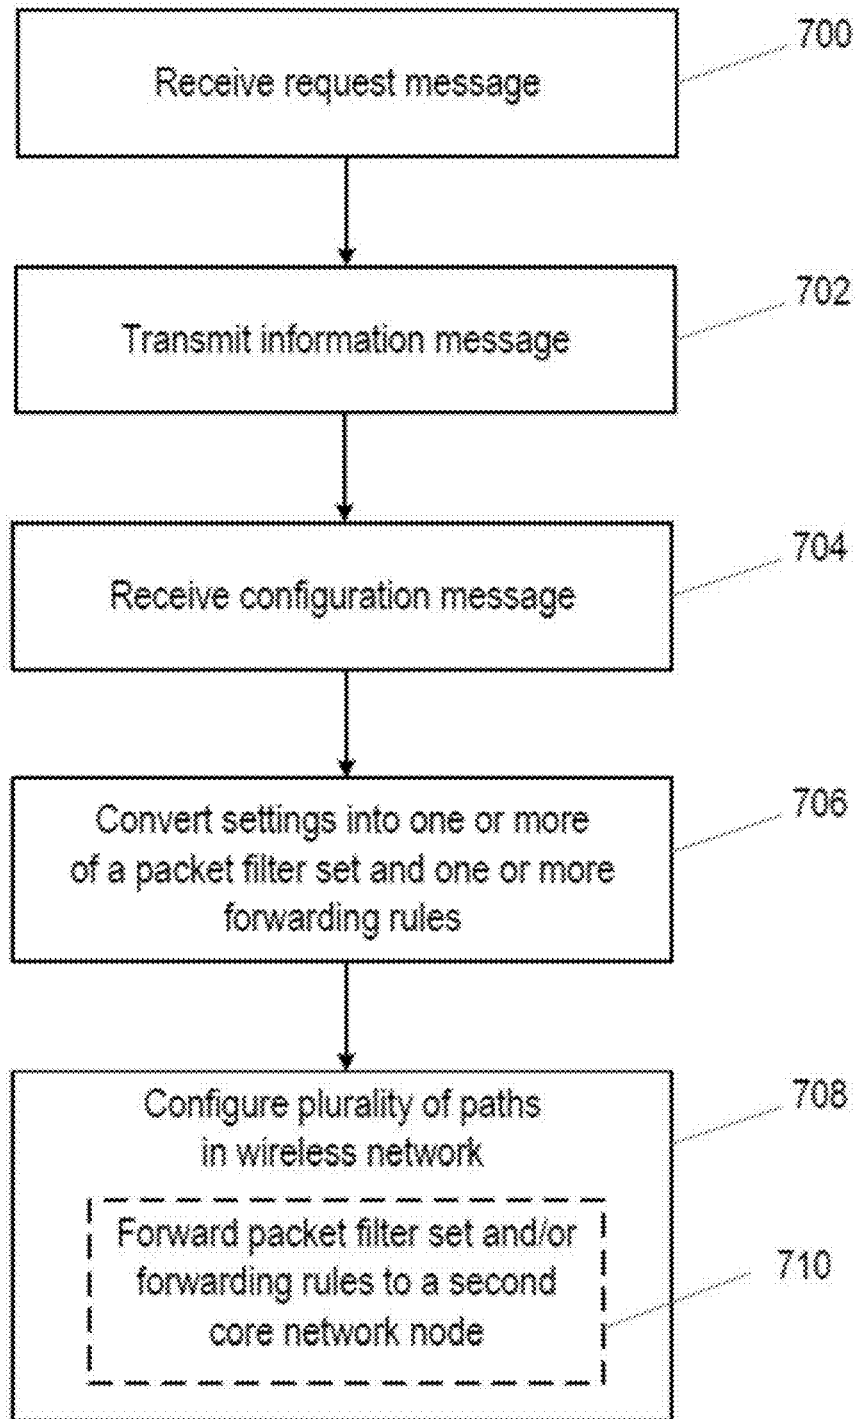 700
Receive request message
702
Transmit information message
704
Receive configuration message
706
Convert settings into one or more
of a packet filter set and one or more
forwarding rules
708
Configure plurality of paths
in wireless network
Forward packet filter set and/or
forwarding rules to a second
core network node
710